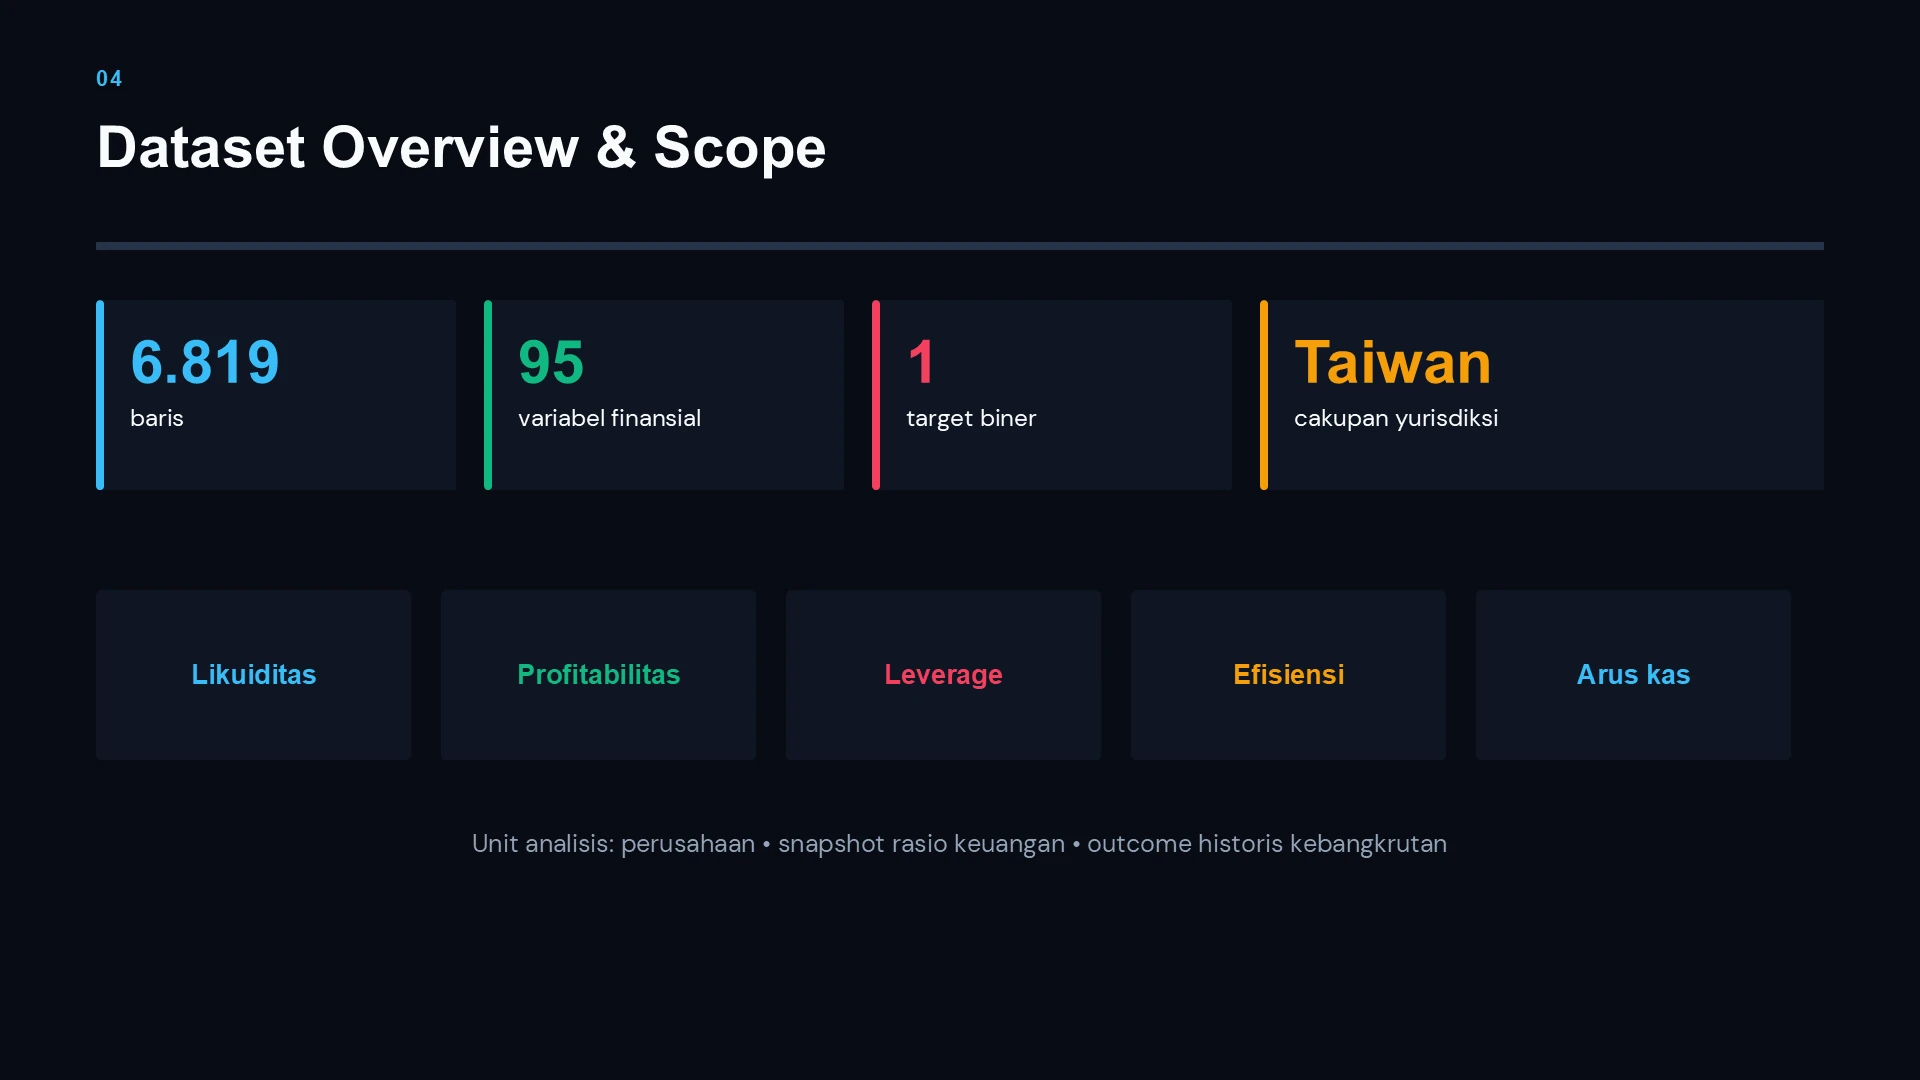 04
Dataset Overview & Scope
6.819
baris
95
variabel finansial
1
target biner
Taiwan
cakupan yurisdiksi
Likuiditas
Profitabilitas
Leverage
Efisiensi
Arus kas
Unit analisis: perusahaan • snapshot rasio keuangan • outcome historis kebangkrutan